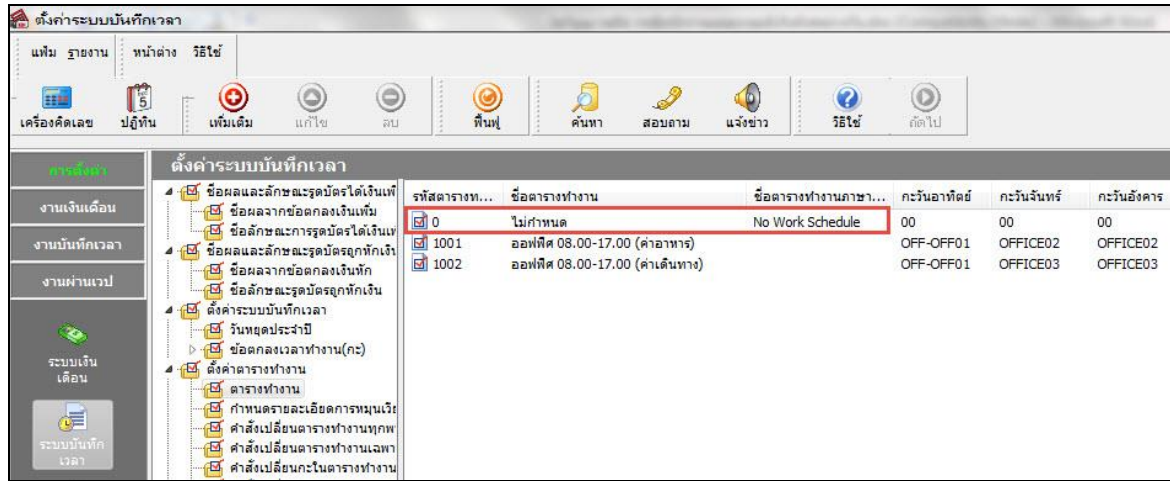 ตั้งค่าระบบบันทึกเวลา
แฟ้ม รายงาน หน้าต่าง วิธีใช้
เครื่องคิดเลข ปฏิทิน เพิ่มเติม แก้ไข ลบ ฟื้นฟู ค้นหา สอบถาม แจ้งข่าว วิธีใช้ ถัดไป
การตั้งค่า
งานเงินเดือน
งานบันทึกเวลา
งานผ่านเวป
ระบบเงิน
เดือน
ระบบบันทึก
เวลา
ตั้งค่าระบบบันทึกเวลา
ชื่อผลและลักษณะรูดบัตรได้เงินเพิ่
ชื่อผลจากข้อตกลงเงินเพิ่ม
ชื่อลักษณะการรูดบัตรได้เงินเพ
ชื่อผลและลักษณะรูดบัตรถูกหักเงิน
ชื่อผลจากข้อตกลงเงินหัก
ชื่อลักษณะรูดบัตรถูกหักเงิน
ตั้งค่าระบบบันทึกเวลา
วันหยุดประจำปี
ข้อตกลงเวลาทำงาน(กะ)
ตั้งค่าตารางทำงาน
ตารางทำงาน
กำหนดรายละเอียดการหมุนเวีย
คำสั่งเปลี่ยนตารางทำงานทุกพ
คำสั่งเปลี่ยนตารางทำงานเฉพา
คำสั่งเปลี่ยนกะในตารางทำงาน
รหัสตารางท... ชื่อตารางทำงาน ชื่อตารางทำงานภาษา... กะวันอาทิตย์ กะวันจันทร์ กะวันอังคาร
0 ไม่กำหนด No Work Schedule 00 00 00
1001 ออฟฟิศ 08.00-17.00 (ค่าอาหาร) OFF-OFF01 OFFICE02 OFFICE02
1002 ออฟฟิศ 08.00-17.00 (ค่าเดินทาง) OFF-OFF01 OFFICE03 OFFICE03